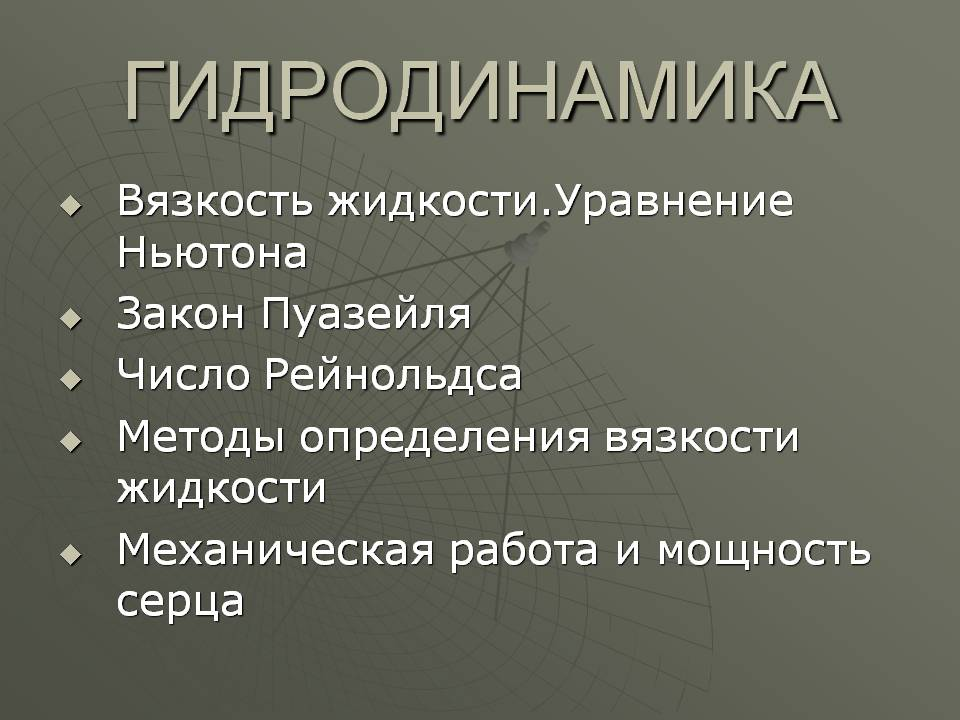 ГИДРОДИНАМИКА
Вязкость жидкости.Уравнение
Ньютона
Закон Пуазейля
Число Рейнольдса
Методы определения вязкости
жидкости
Механическая работа и мощность
серца